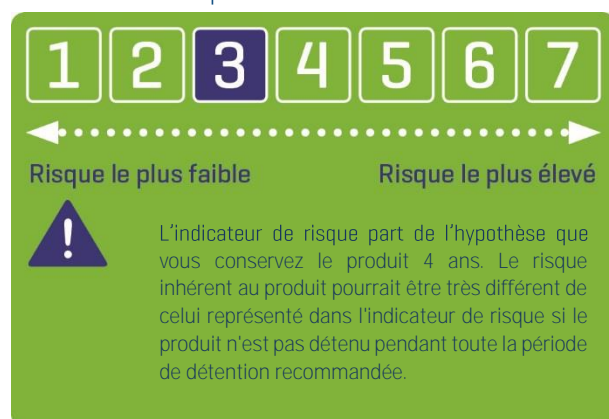 1 2 3 4 5 6 7
Risque le plus faible Risque le plus élevé
!
L'indicateur de risque part de l'hypothèse que
vous conservez le produit 4 ans. Le risque
inhérent au produit pourrait être très différent de
celui représenté dans l'indicateur de risque si le
produit n'est pas détenu pendant toute la période
de détention recommandée.